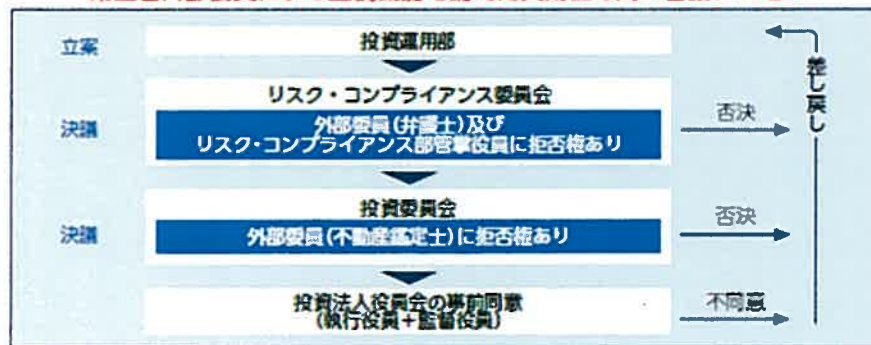 立案
投資運用部
リスク・コンプライアンス委員会
決議
外部委員(弁護士)及び
リスク・コンプライアンス部管掌役員に拒否権あり
否決
差し戻し
投資委員会
決議
外部委員(不動産鑑定士)に拒否権あり
否決
投資法人役員会の事前同意
(執行役員+監督役員)
不同意